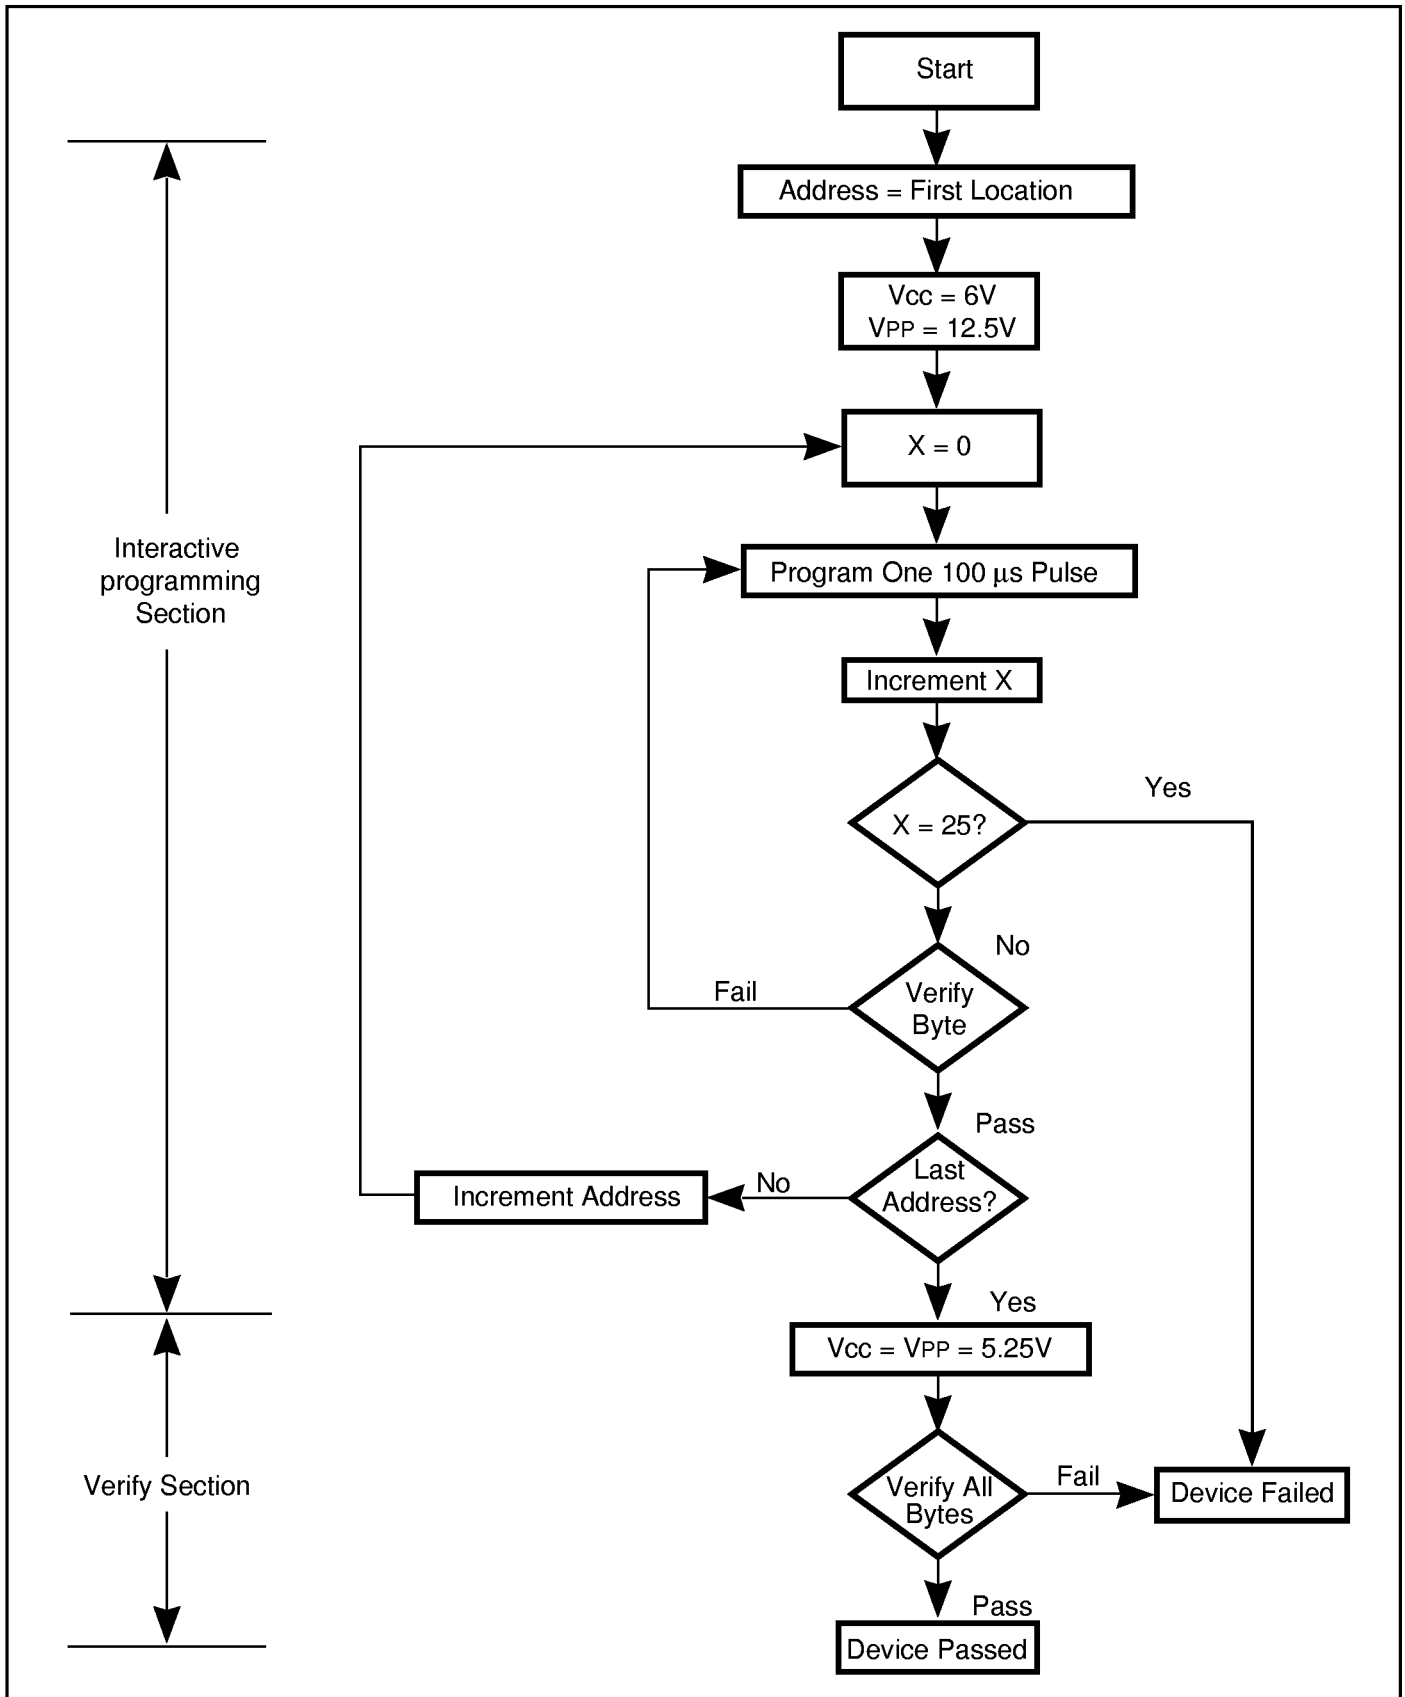 Start
Address = First Location
Vcc = 6V
VPP = 12.5V
X = 0
Interactive
programming
Section
Program One 100 μs Pulse
Increment X
Yes
X = 25?
No
Fail
Verify
Byte
Pass
Last
Address?
No
Increment Address
Yes
Vcc = VPP = 5.25V
Verify Section
Verify All
Bytes
Fail
Device Failed
Pass
Device Passed